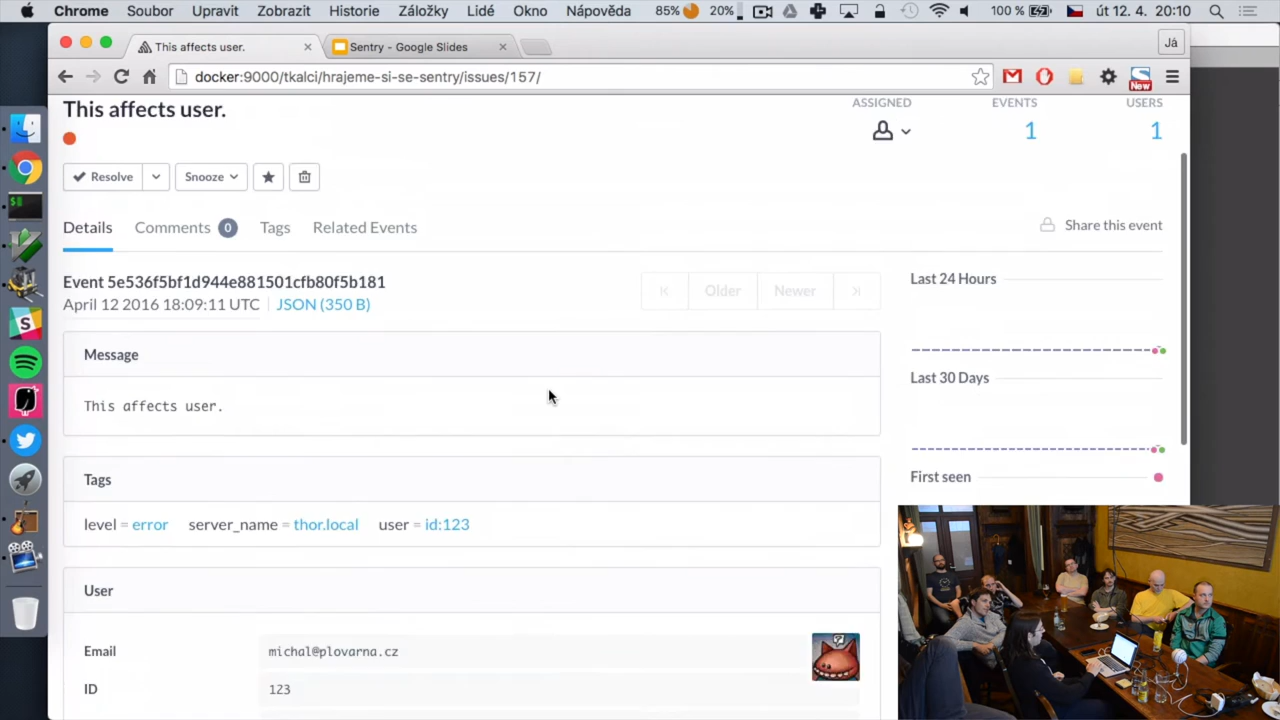 Chrome Soubor Upravit Zobrazit Historie Záložky Lidé Okno Nápověda 85% 20% 100 % út 12. 4. 20:10
This affects user. Sentry - Google Slides Já
docker:9000/tkalci/hrajeme-si-se-sentry/issues/157/ New
This affects user. ASSIGNED EVENTS USERS
1 1
Resolve Snooze
Details Comments 0 Tags Related Events Share this event
Event 5e536f5bf1d944e881501cfb80f5b181 Older Newer Last 24 Hours
April 12 2016 18:09:11 UTC JSON (350 B)
Message
Last 30 Days
This affects user.
Tags First seen
level = error server_name = thor.local user = id:123
User
Email michal@plovarna.cz
ID 123